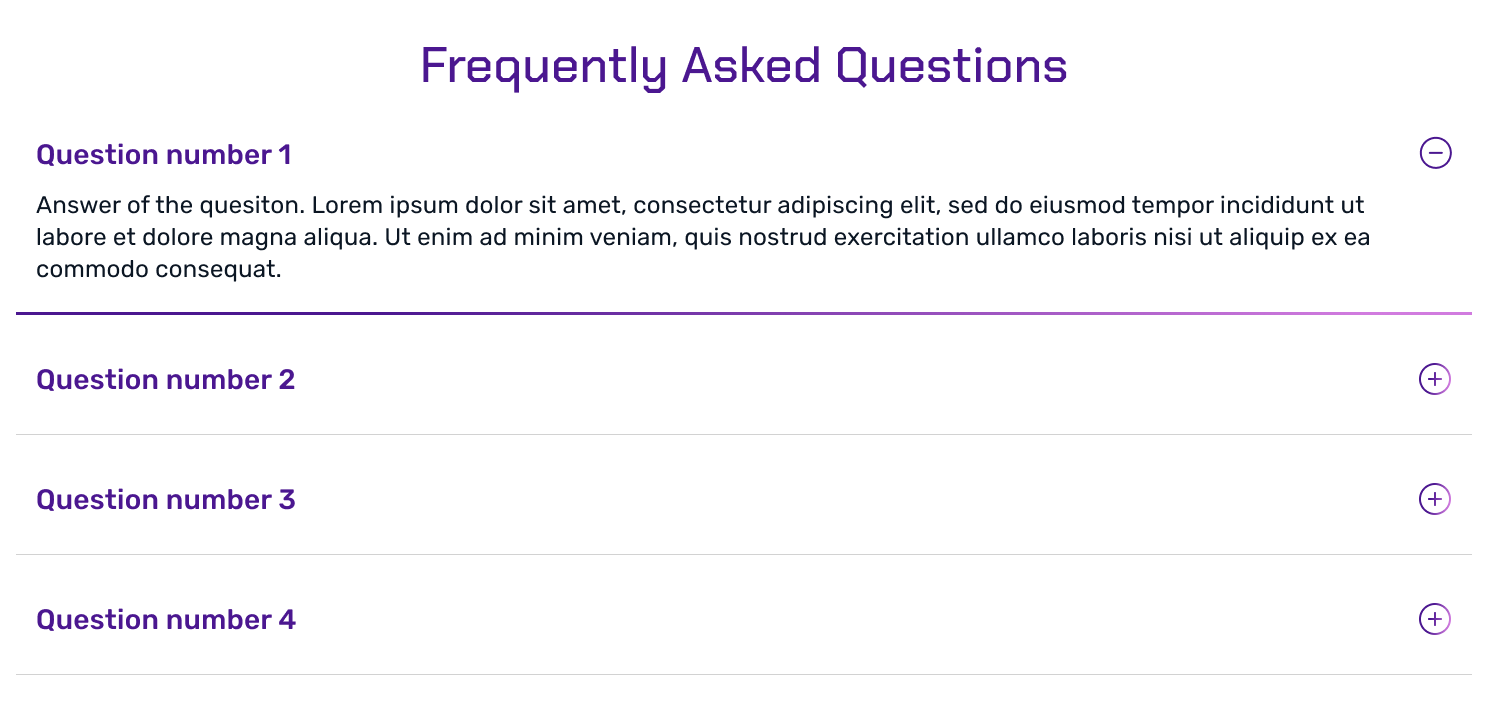 Frequently Asked Questions
Question number 1
Answer of the quesiton. Lorem ipsum dolor sit amet, consectetur adipiscing elit, sed do eiusmod tempor incididunt ut
labore et dolore magna aliqua. Ut enim ad minim veniam, quis nostrud exercitation ullamco laboris nisi ut aliquip ex ea
commodo consequat.
Question number 2
Question number 3
Question number 4